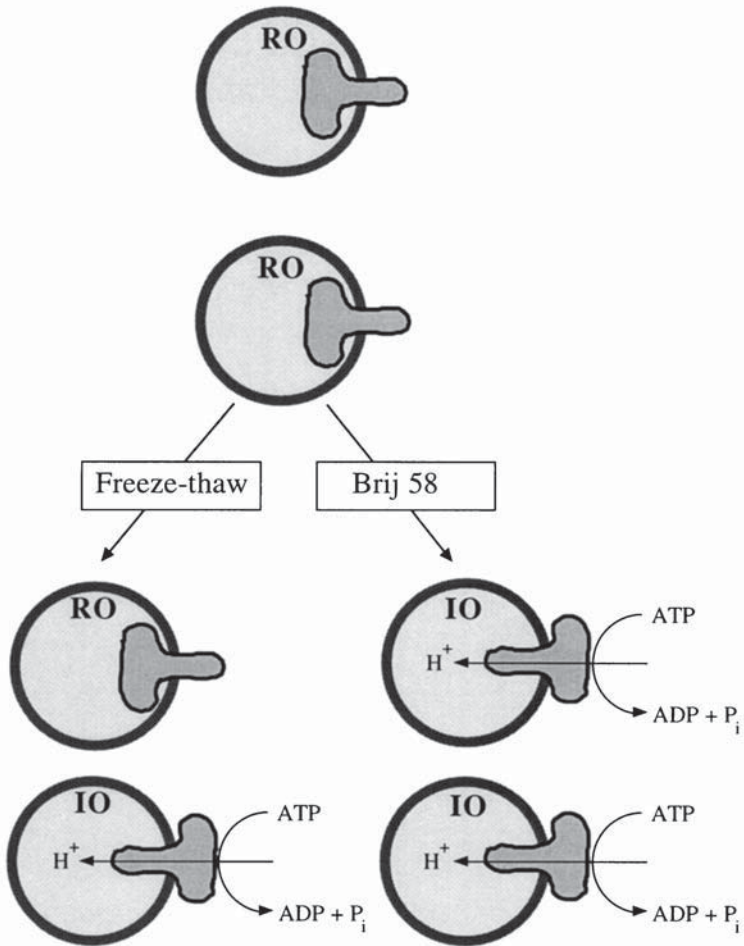 RO
RO
Freeze-thaw
Brij 58
RO
IO
ATP
H+
ADP + Pi
IO
ATP
H+
ADP + Pi
IO
ATP
H+
ADP + Pi